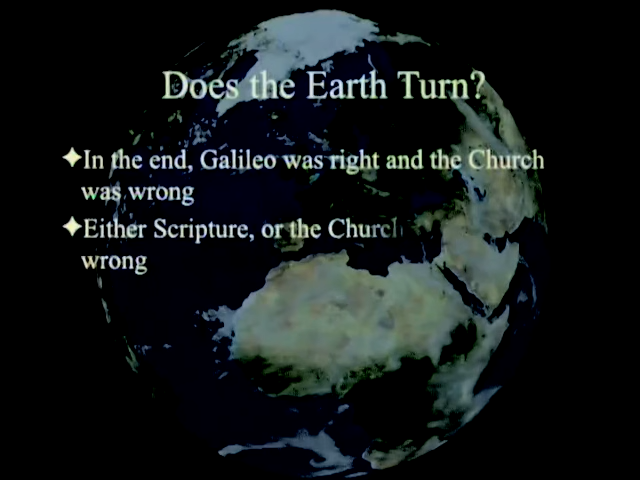 Does the Earth Turn?
✦In the end, Galileo was right and the Church
was wrong
✦Either Scripture, or the
wrong